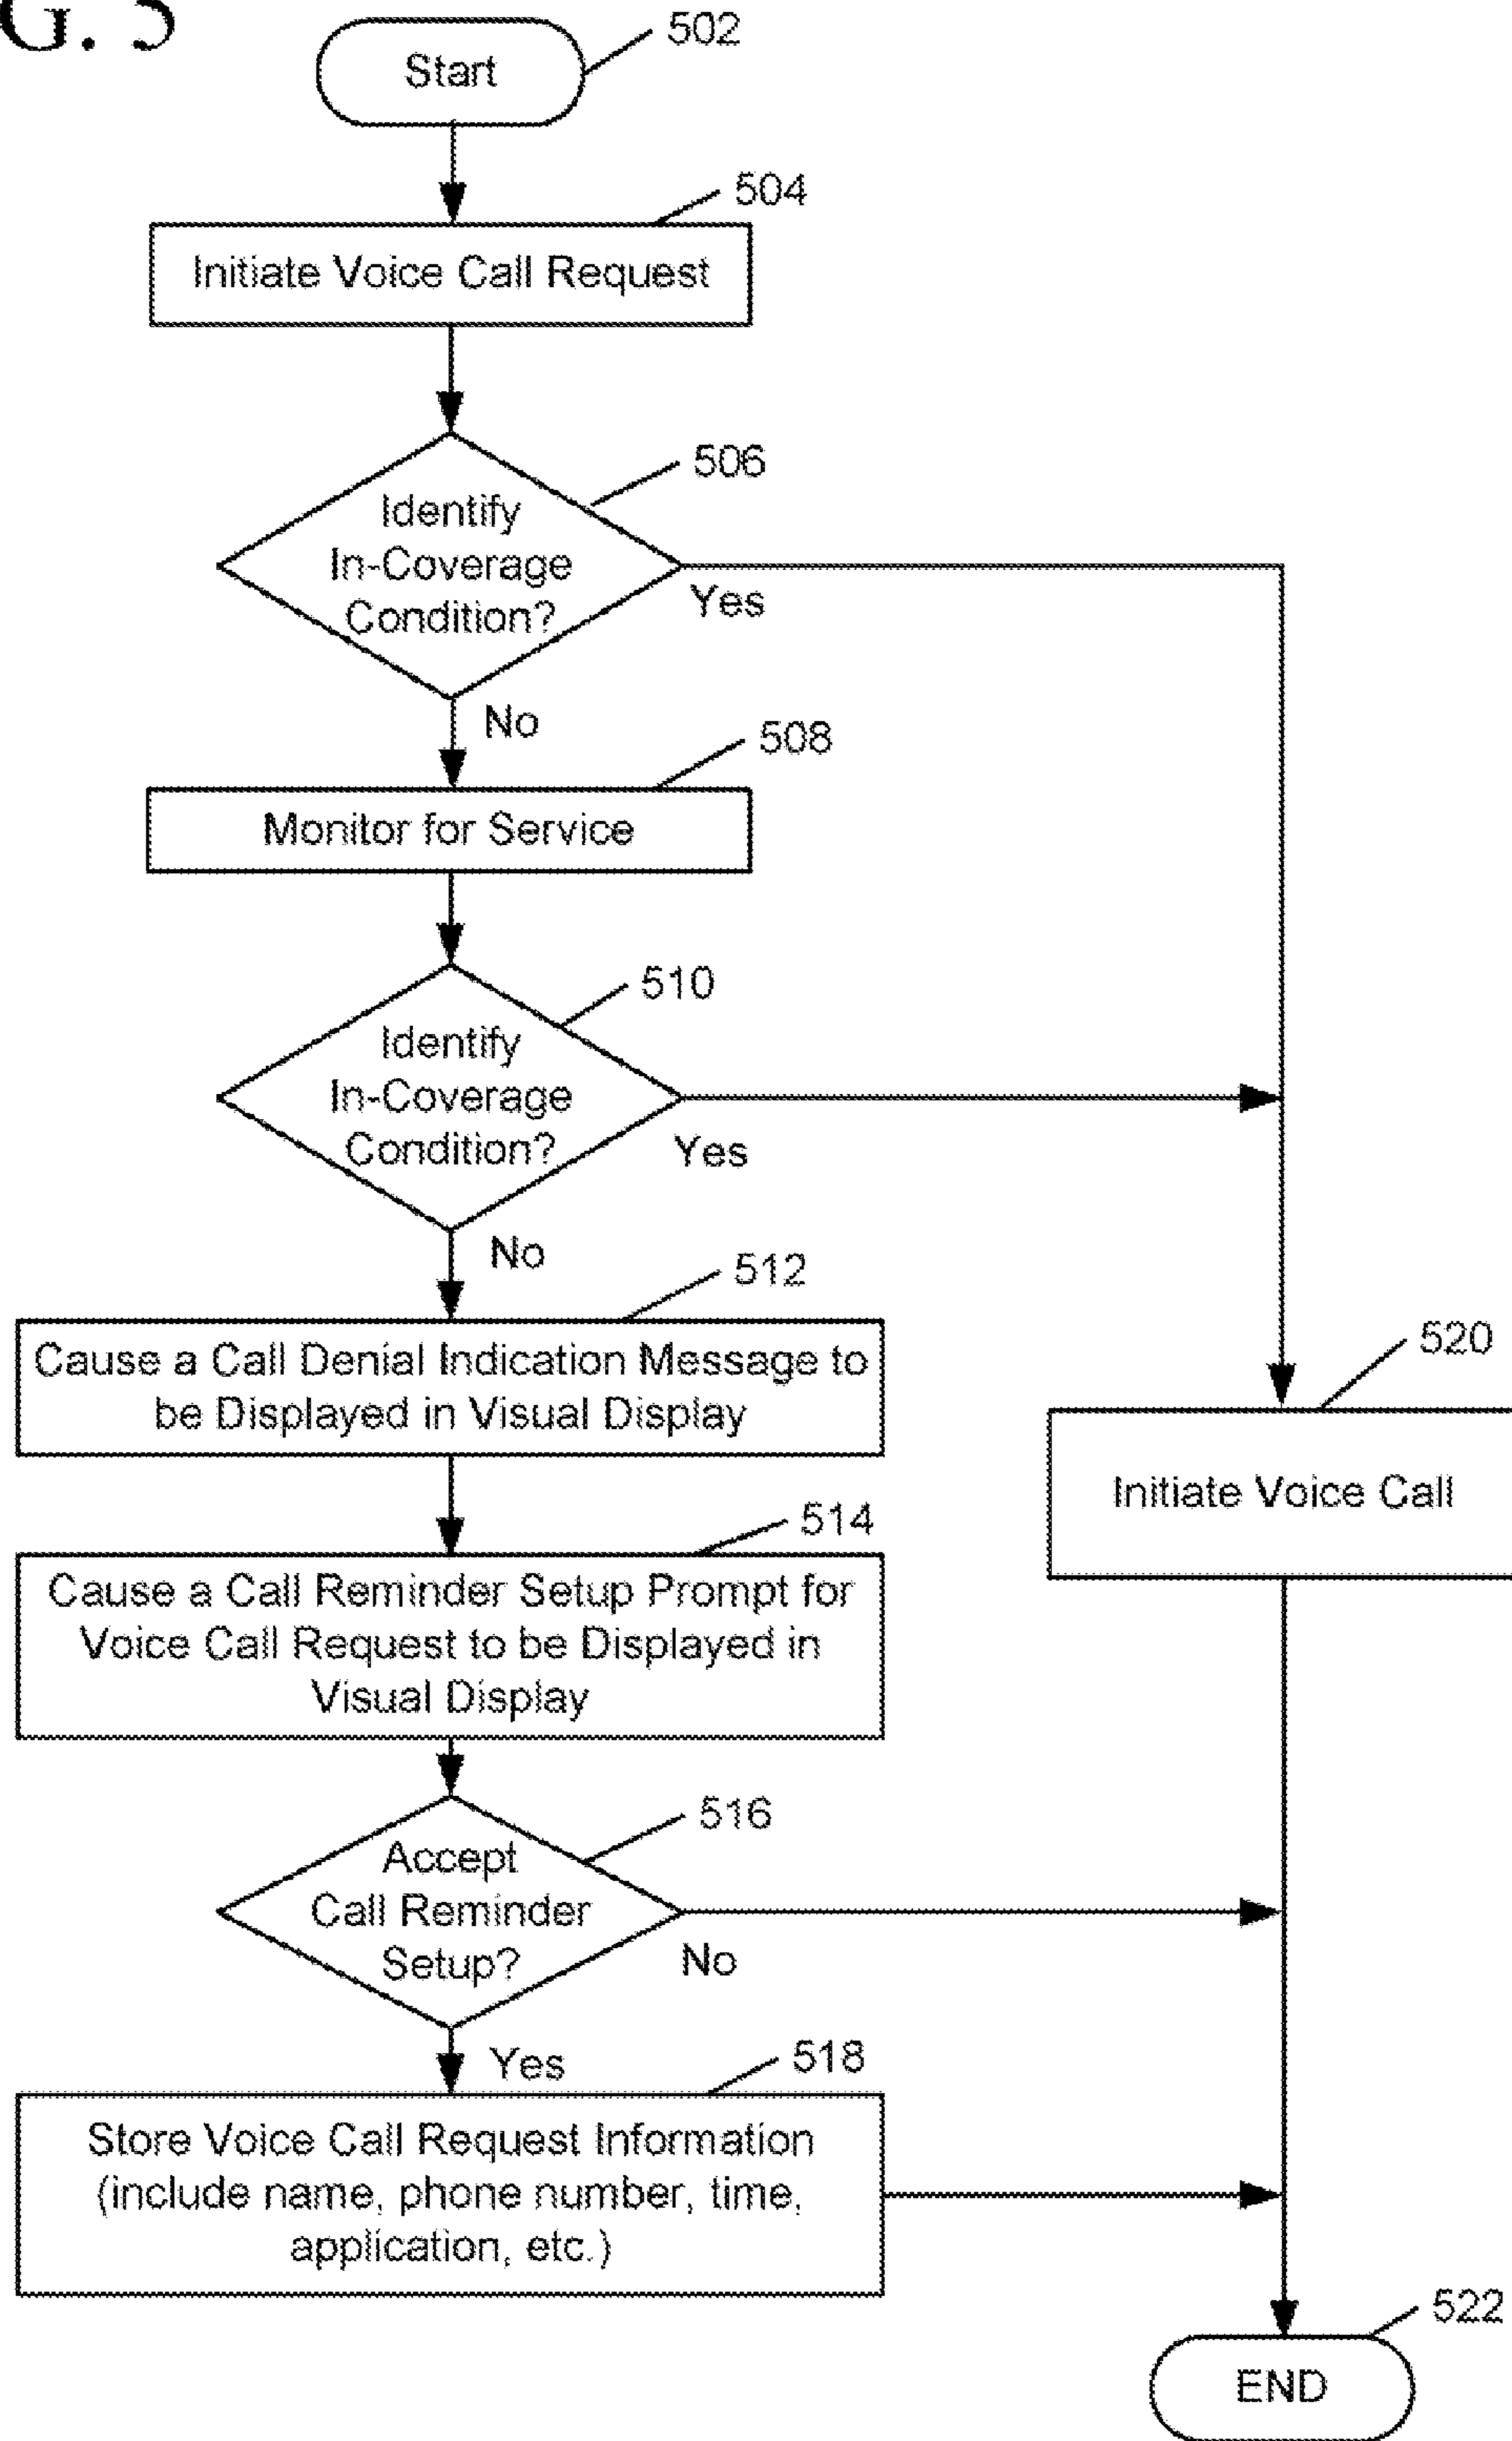 G. 5
502
Start
504
Initiate Voice Call Request
506
Identify
In-Coverage
Condition?
Yes
No
508
Monitor for Service
510
Identify
In-Coverage
Condition?
Yes
No
512
Cause a Call Denial Indication Message to
be Displayed in Visual Display
520
Initiate Voice Call
514
Cause a Call Reminder Setup Prompt for
Voice Call Request to be Displayed in
Visual Display
516
Accept
Call Reminder
Setup?
No
Yes
518
Store Voice Call Request Information
(include name, phone number, time,
application, etc.)
522
END